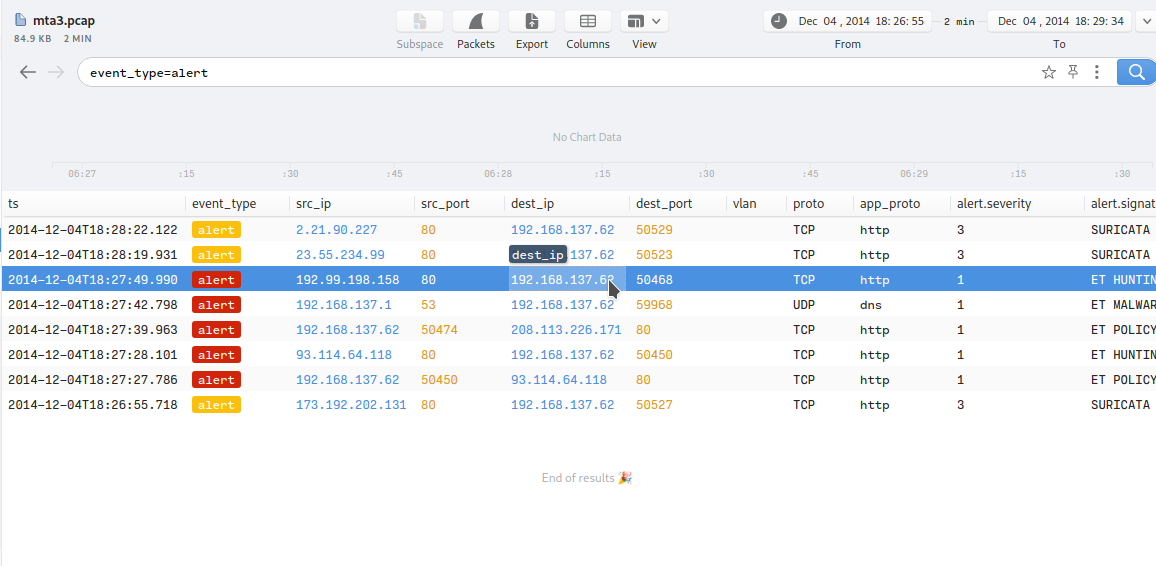 mta3.pcap
84.9 KB 2 MIN
Subspace Packets Export Columns View
Dec 04 , 2014 18: 26: 55 2 min Dec 04 , 2014 18: 29: 34
From To
event_type=alert
No Chart Data
06:27 :15 :30 :45 06:28 :15 :30 :45 06:29 :15 :30
ts event_type src_ip src_port dest_ip dest_port vlan proto app_proto alert.severity alert.signat
2014-12-04T18:28:22.122 alert 2.21.90.227 80 192.168.137.62 50529 TCP http 3 SURICATA
2014-12-04T18:28:19.931 alert 23.55.234.99 80 dest_ip 137.62 50523 TCP http 3 SURICATA
2014-12-04T18:27:49.990 alert 192.99.198.158 80 192.168.137.62 50468 TCP http 1 ET HUNTIN
2014-12-04T18:27:42.798 alert 192.168.137.1 53 192.168.137.62 59968 UDP dns 1 ET MALWAR
2014-12-04T18:27:39.963 alert 192.168.137.62 50474 208.113.226.171 80 TCP http 1 ET POLICY
2014-12-04T18:27:28.101 alert 93.114.64.118 80 192.168.137.62 50450 TCP http 1 ET HUNTIN
2014-12-04T18:27:27.786 alert 192.168.137.62 50450 93.114.64.118 80 TCP http 1 ET POLICY
2014-12-04T18:26:55.718 alert 173.192.202.131 80 192.168.137.62 50527 TCP http 3 SURICATA
End of results 🎉